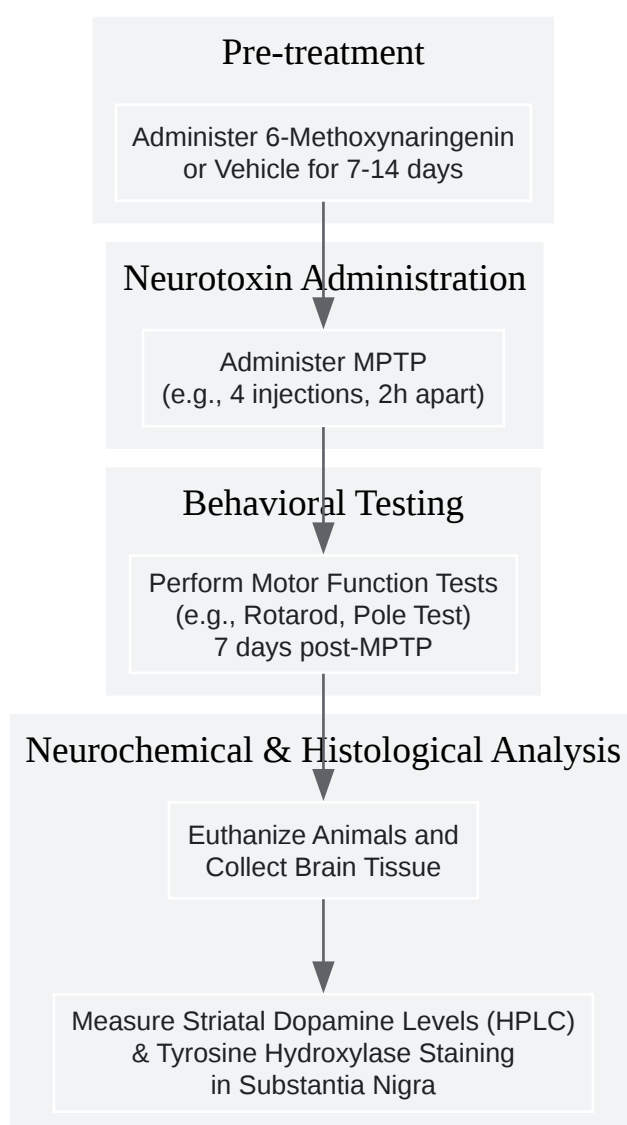 Pre-treatment
Administer 6-Methoxynaringenin
or Vehicle for 7-14 days
Neurotoxin Administration
Administer MPTP
(e.g., 4 injections, 2h apart)
Behavioral Testing
Perform Motor Function Tests
(e.g., Rotarod, Pole Test)
7 days post-MPTP
Neurochemical & Histological Analysis
Euthanize Animals and
Collect Brain Tissue
Measure Striatal Dopamine Levels (HPLC)
& Tyrosine Hydroxylase Staining
in Substantia Nigra